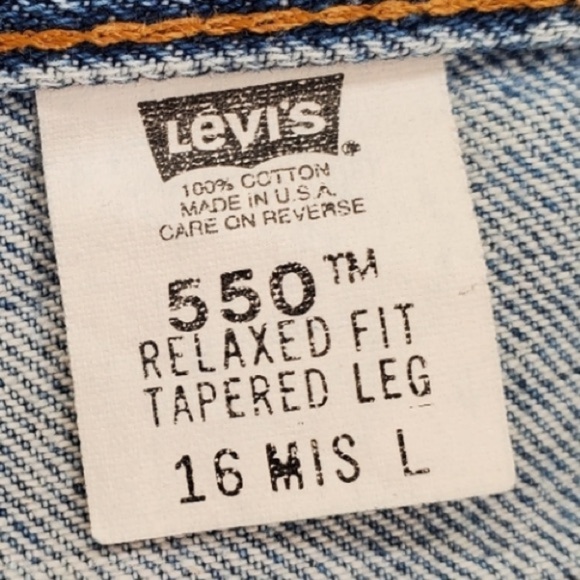 LEVI'S
100% COTTON
MADE IN U.S.A.
CARE ON REVERSE
550™
RELAXED FIT
TAPERED LEG
16 MIS L